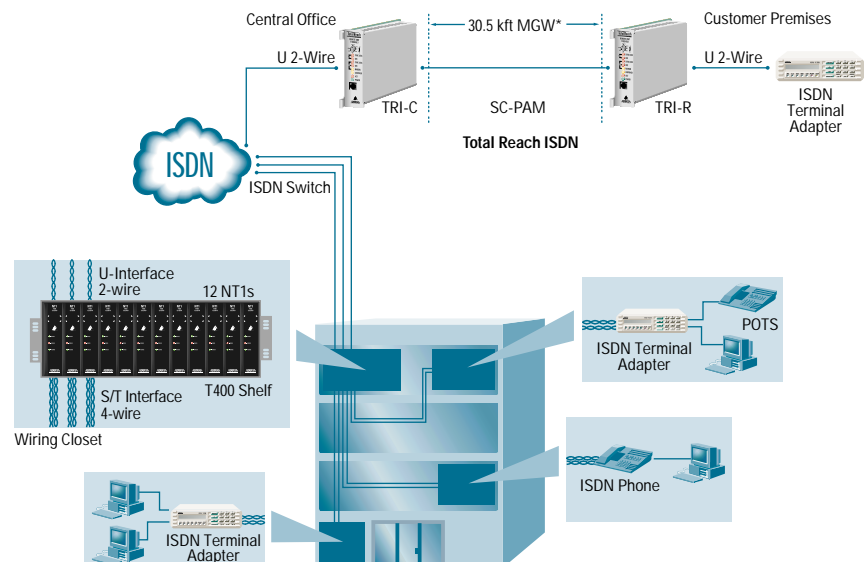 Central Office
30.5 kft MGW*
Customer Premises
U 2-Wire
U 2-Wire
TRI-C
SC-PAM
TRI-R
ISDN
Terminal
Adapter
Total Reach ISDN
ISDN
ISDN Switch
U-Interface
2-wire
12 NT1s
S/T Interface
4-wire
T400 Shelf
Wiring Closet
POTS
ISDN Terminal
Adapter
ISDN Phone
ISDN Terminal
Adapter